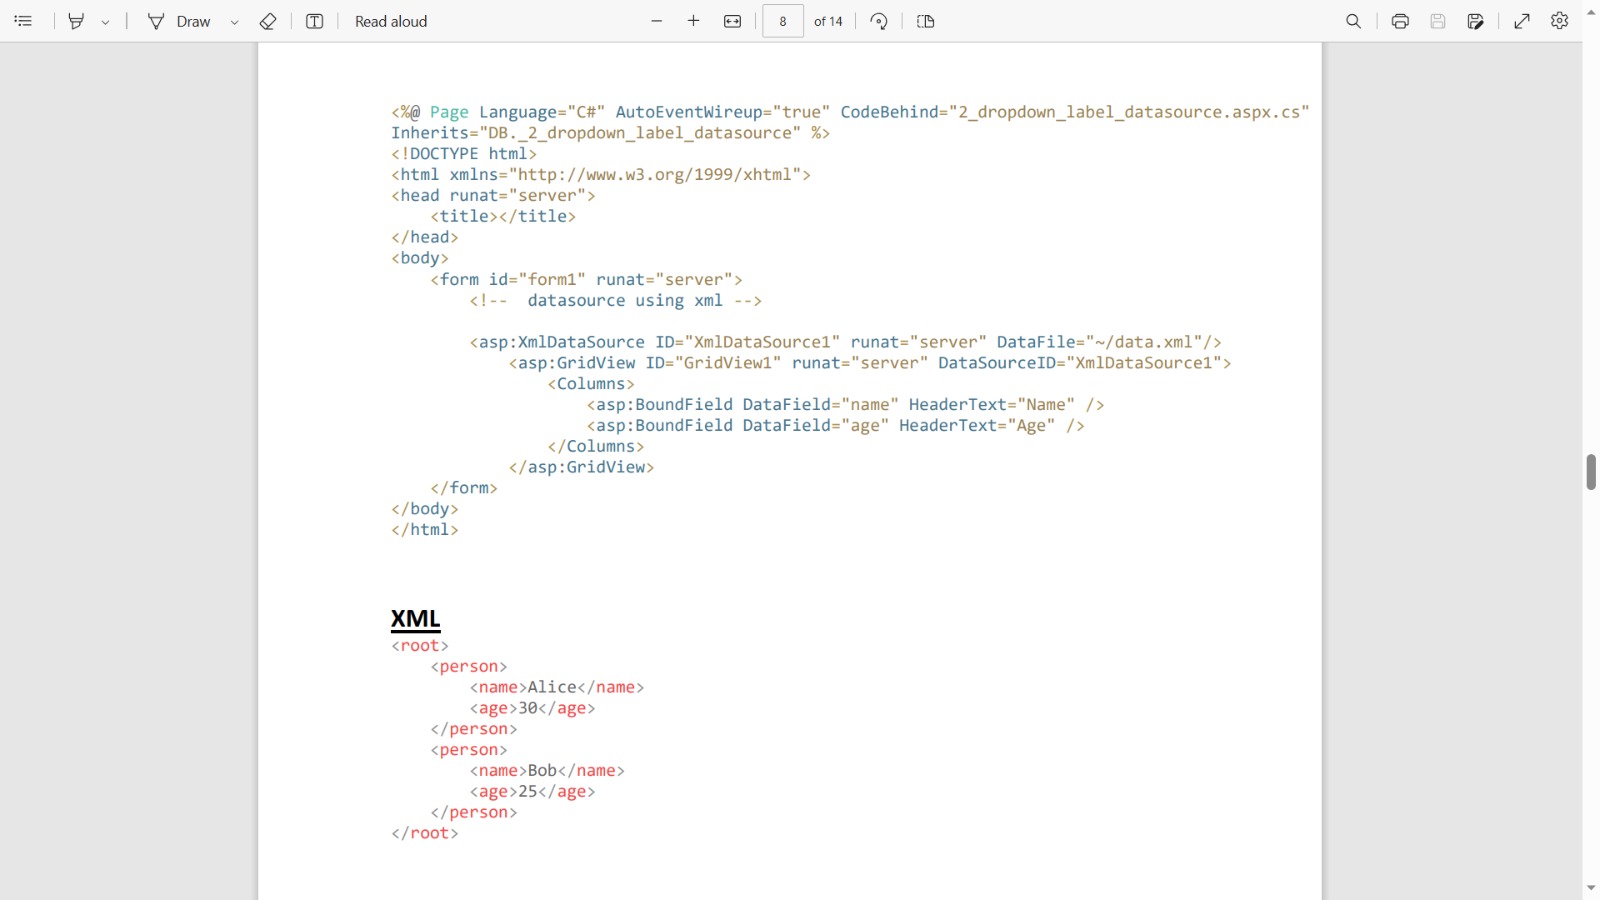 Draw
Read aloud
8
of 14
<%@ Page Language="C#" AutoEventWireup="true" CodeBehind="2_dropdown_label_datasource.aspx.cs"
Inherits="DB._2_dropdown_label_datasource" %>
<!DOCTYPE html>
<html xmlns="http://www.w3.org/1999/xhtml">
<head runat="server">
    <title></title>
</head>
<body>
    <form id="form1" runat="server">
        <!--  datasource using xml -->
        <asp:XmlDataSource ID="XmlDataSource1" runat="server" DataFile="~/data.xml"/>
            <asp:GridView ID="GridView1" runat="server" DataSourceID="XmlDataSource1">
                <Columns>
                    <asp:BoundField DataField="name" HeaderText="Name" />
                    <asp:BoundField DataField="age" HeaderText="Age" />
                </Columns>
            </asp:GridView>
    </form>
</body>
</html>
XML
<root>
    <person>
        <name>Alice</name>
        <age>30</age>
    </person>
    <person>
        <name>Bob</name>
        <age>25</age>
    </person>
</root>